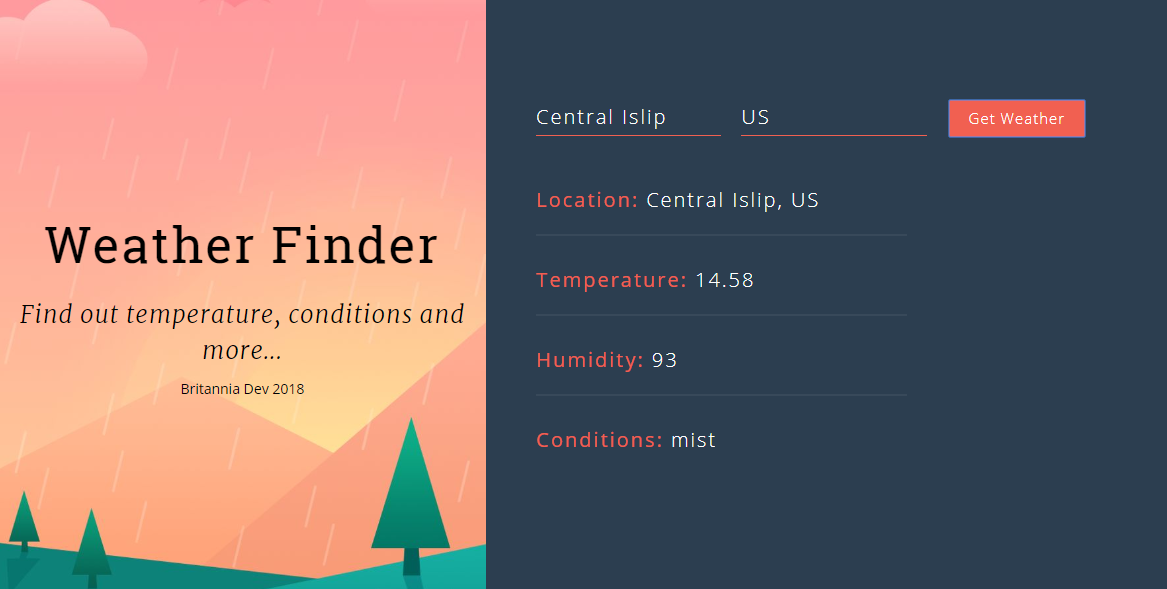 Weather Finder
Find out temperature, conditions and
more...
Britannia Dev 2018
Central Islip
US
Get Weather
Location: Central Islip, US
Temperature: 14.58
Humidity: 93
Conditions: mist